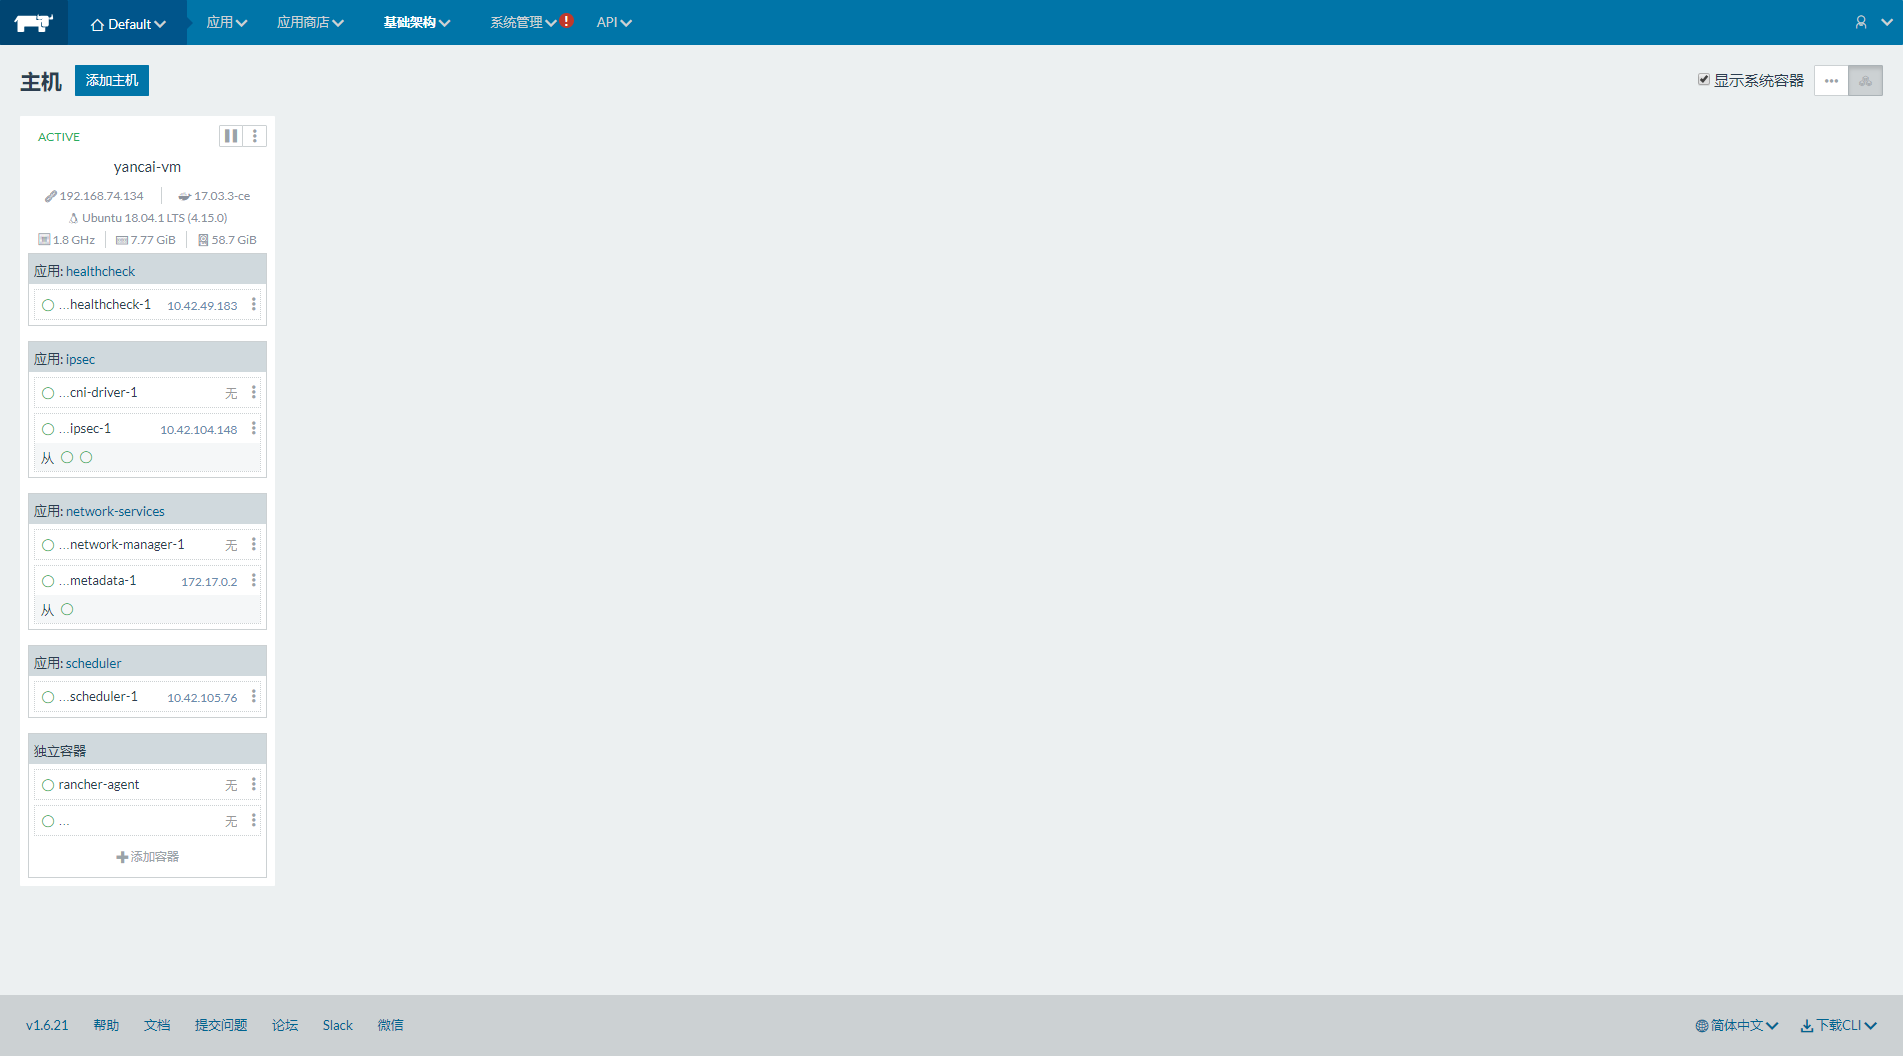 Default 应用 应用商店 基础架构 系统管理 ! API
主机 添加主机 显示系统容器
ACTIVE
yancai-vm
192.168.74.134 17.03.3-ce
Ubuntu 18.04.1 LTS (4.15.0)
1.8 GHz 7.77 GiB 58.7 GiB
应用: healthcheck
...healthcheck-1 10.42.49.183
应用: ipsec
...cni-driver-1 无
...ipsec-1 10.42.104.148
从
应用: network-services
...network-manager-1 无
...metadata-1 172.17.0.2
从
应用: scheduler
...scheduler-1 10.42.105.76
独立容器
rancher-agent 无
... 无
添加容器
v1.6.21 帮助 文档 提交问题 论坛 Slack 微信 简体中文 下载CLI